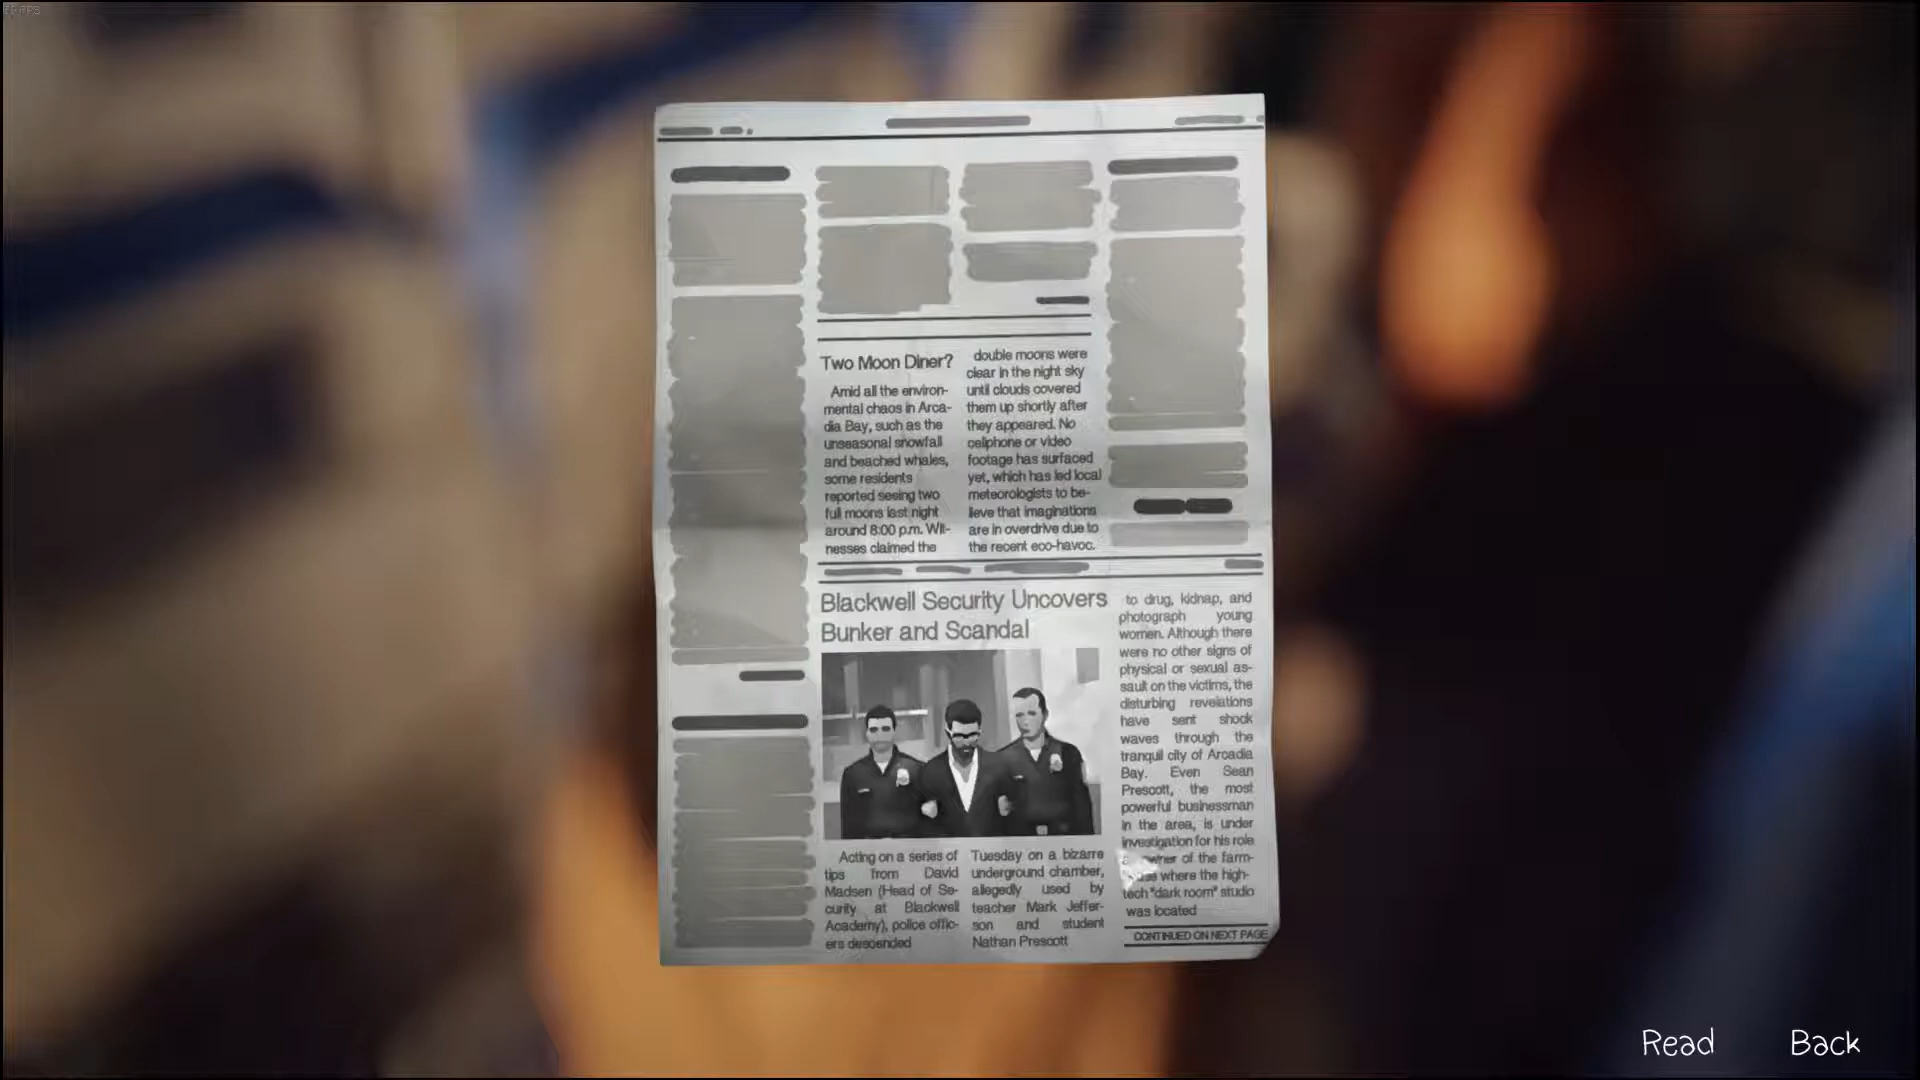 Two Moon Diner?
Amid all the environ-
mental chaos in Arca-
dia Bay, such as the
unseasonal snowfall
and beached whales,
some residents
reported seeing two
full moons last night
around 8:00 p.m. Wit-
nesses claimed the
double moons were
clear in the night sky
until clouds covered
them up shortly after
they appeared. No
cellphone or video
footage has surfaced
yet, which has led local
meteorologists to be-
lieve that imaginations
are in overdrive due to
the recent eco-havoc.
Blackwell Security Uncovers
Bunker and Scandal
Acting on a series of
tips from David
Madsen (Head of Se-
curity at Blackwell
Academy), police offic-
ers descended
Tuesday on a bizarre
underground chamber,
allegedly used by
teacher Mark Jeffer-
son and student
Nathan Prescott
to drug, kidnap, and
photograph young
women. Although there
were no other signs of
physical or sexual as-
sault on the victims, the
disturbing revelations
have sent shock
waves through the
tranquil city of Arcadia
Bay. Even Sean
Prescott, the most
powerful businessman
in the area, is under
investigation for his role
owner of the farm-
where the high-
tech "dark room" studio
was located
CONTINUED ON NEXT PAGE
Read Back